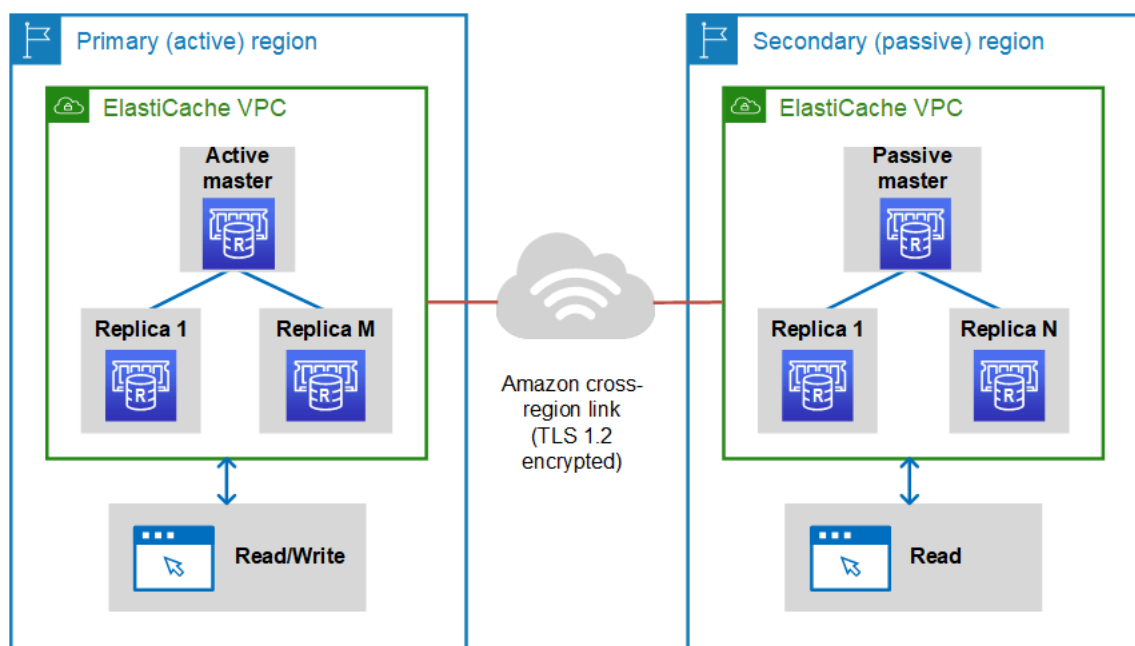 Primary (active) region
ElastiCache VPC
Active
master
R
Replica 1
R
Replica M
R
Read/Write
Amazon cross-
region link
(TLS 1.2
encrypted)
Secondary (passive) region
ElastiCache VPC
Passive
master
R
Replica 1
R
Replica N
R
Read